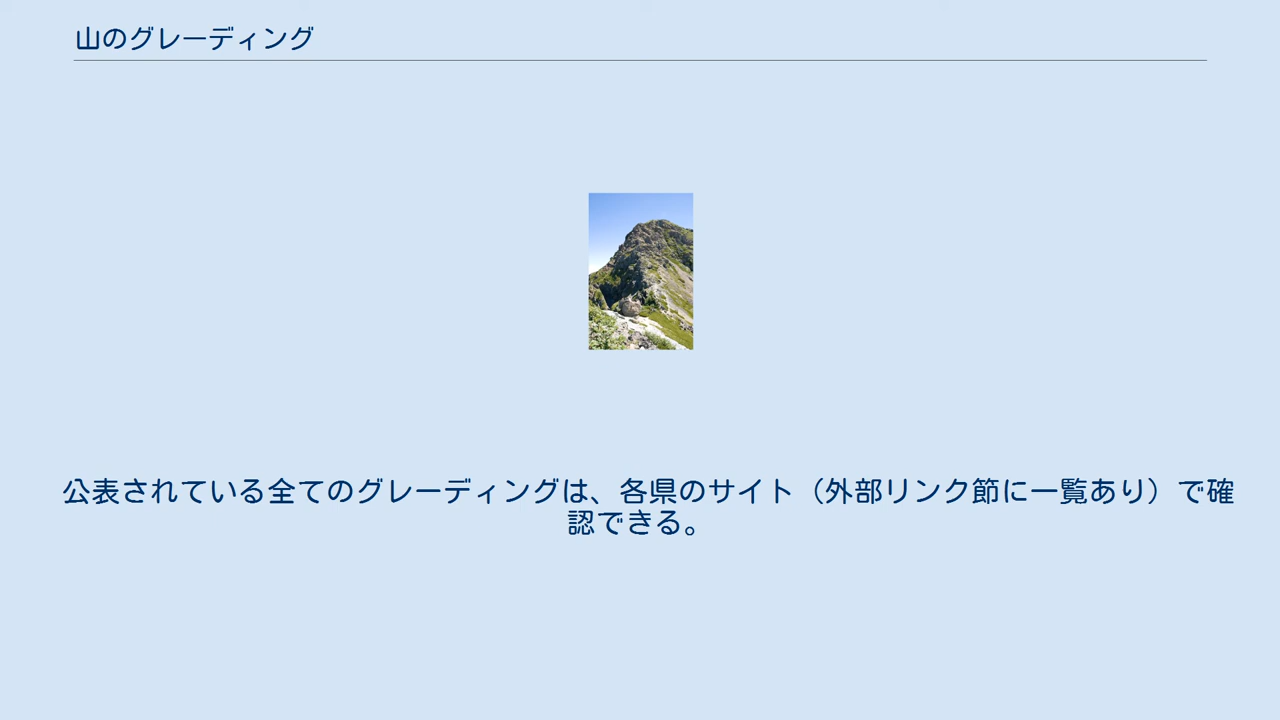 山のグレーディング
公表されている全てのグレーディングは、各県のサイト（外部リンク節に一覧あり）で確
認できる。